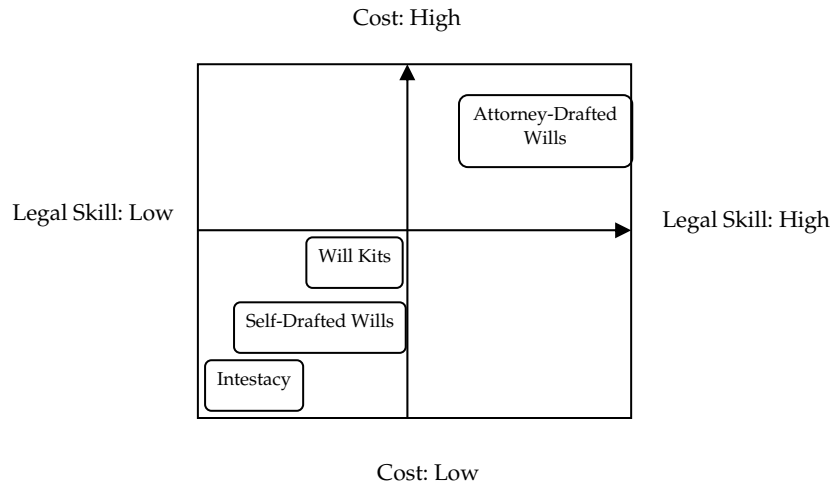 Cost: High
Attorney-Drafted
Wills
Legal Skill: Low
Legal Skill: High
Will Kits
Self-Drafted Wills
Intestacy
Cost: Low